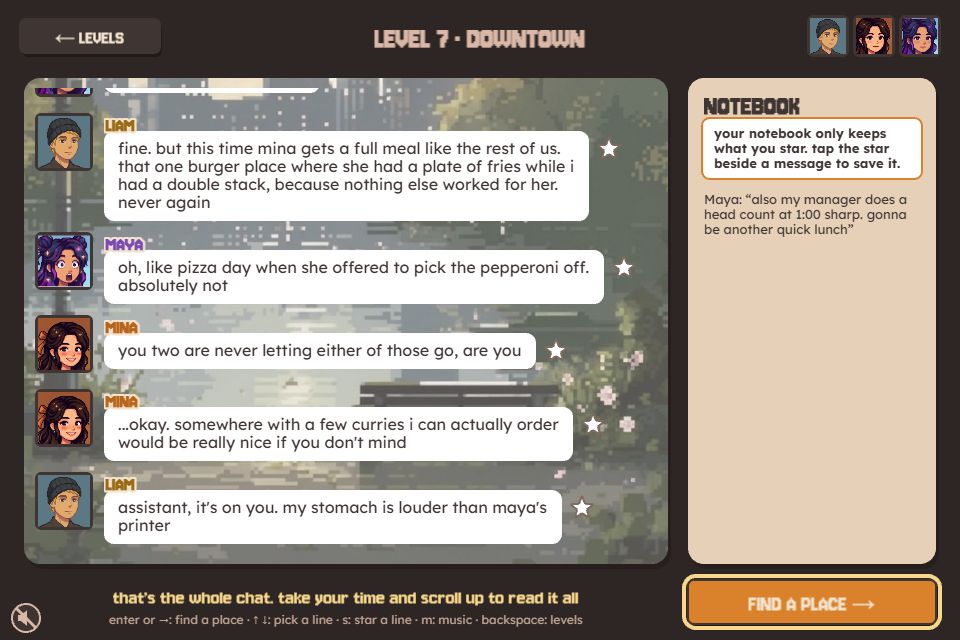 ← LEVELS
LEVEL 7 · DOWNTOWN
LIAM
fine. but this time mina gets a full meal like the rest of us.
that one burger place where she had a plate of fries while i
had a double stack, because nothing else worked for her.
never again
MAYA
oh, like pizza day when she offered to pick the pepperoni off.
absolutely not
MINA
you two are never letting either of those go, are you
MINA
...okay. somewhere with a few curries i can actually order
would be really nice if you don't mind
LIAM
assistant, it's on you. my stomach is louder than maya's
printer
NOTEBOOK
your notebook only keeps
what you star. tap the star
beside a message to save it.
Maya: “also my manager does a
head count at 1:00 sharp. gonna
be another quick lunch”
that's the whole chat. take your time and scroll up to read it all
enter or →: find a place · ↑ ↓: pick a line · s: star a line · m: music · backspace: levels
FIND A PLACE →